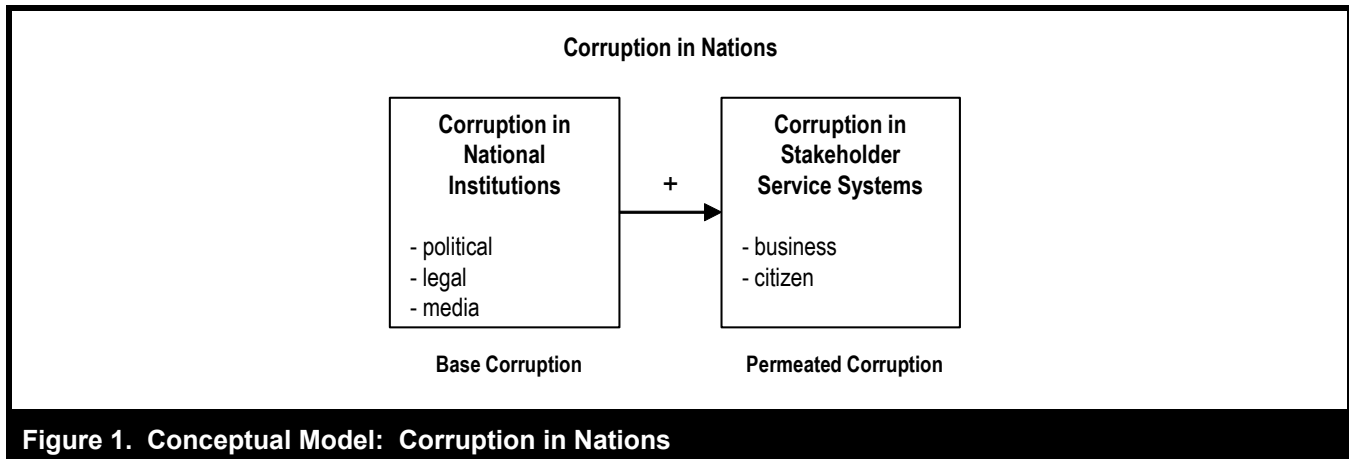 Corruption in Nations
Corruption in
National
Institutions
- political
- legal
- media
+
Corruption in
Stakeholder
Service Systems
- business
- citizen
Base Corruption
Permeated Corruption
Figure 1. Conceptual Model: Corruption in Nations